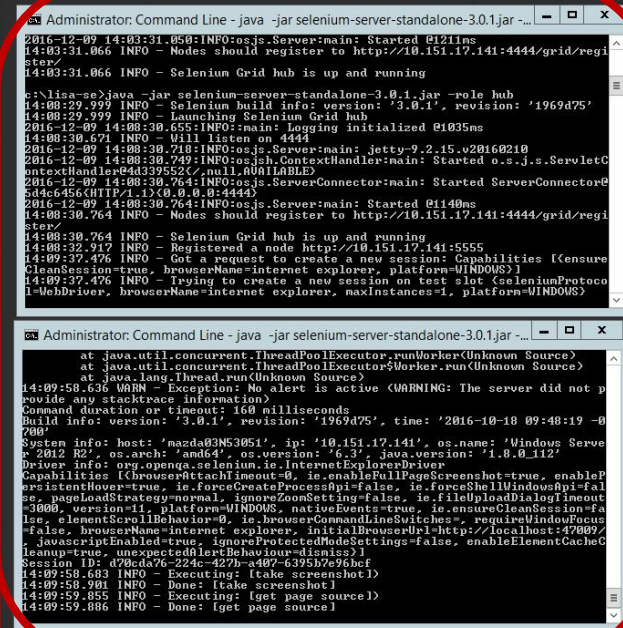 Administrator: Command Line - java -jar selenium-server-standalone-3.0.1.jar -...
2016-12-09 14:03:31.050:INFO:osjs.Server:main: Started @1211ms
14:03:31.066 INFO - Nodes should register to http://10.151.17.141:4444/grid/regi
ster/
14:03:31.066 INFO - Selenium Grid hub is up and running
c:\lisa-se>java -jar selenium-server-standalone-3.0.1.jar -role hub
14:08:29.999 INFO - Selenium build info: version: '3.0.1', revision: '1969d75'
14:08:29.999 INFO - Launching Selenium Grid hub
2016-12-09 14:08:30.655:INFO::main: Logging initialized @1035ms
14:08:30.671 INFO - Will listen on 4444
2016-12-09 14:08:30.718:INFO:osjs.Server:main: jetty-9.2.15.v20160210
2016-12-09 14:08:30.749:INFO:osjsh.ContextHandler:main: Started o.s.j.s.ServletC
ontextHandler@4d339552{/,null,AVAILABLE}
2016-12-09 14:08:30.764:INFO:osjs.ServerConnector:main: Started ServerConnector@
5d4c6456{HTTP/1.1}{0.0.0.0:4444}
2016-12-09 14:08:30.764:INFO:osjs.Server:main: Started @1140ms
14:08:30.764 INFO - Nodes should register to http://10.151.17.141:4444/grid/regi
ster/
14:08:30.764 INFO - Selenium Grid hub is up and running
14:08:32.917 INFO - Registered a node http://10.151.17.141:5555
14:09:37.476 INFO - Got a request to create a new session: Capabilities [{ensure
CleanSession=true, browserName=internet explorer, platform=WINDOWS}]
14:09:37.476 INFO - Trying to create a new session on test slot {seleniumProtoco
l=WebDriver, browserName=internet explorer, maxInstances=1, platform=WINDOWS}
Administrator: Command Line - java -jar selenium-server-standalone-3.0.1.jar -...
at java.util.concurrent.ThreadPoolExecutor.runWorker(Unknown Source)
at java.util.concurrent.ThreadPoolExecutor$Worker.run(Unknown Source)
at java.lang.Thread.run(Unknown Source)
14:09:58.636 WARN - Exception: No alert is active (WARNING: The server did not p
rovide any stacktrace information)
Command duration or timeout: 160 milliseconds
Build info: version: '3.0.1', revision: '1969d75', time: '2016-10-18 09:48:19 -0
700'
System info: host: 'mazda03N53051', ip: '10.151.17.141', os.name: 'Windows Serve
r 2012 R2', os.arch: 'amd64', os.version: '6.3', java.version: '1.8.0_112'
Driver info: org.openqa.selenium.ie.InternetExplorerDriver
Capabilities [{browserAttachTimeout=0, ie.enableFullPageScreenshot=true, enableP
ersistentHover=true, ie.forceCreateProcessApi=false, ie.forceShellWindowsApi=fal
se, pageLoadStrategy=normal, ignoreZoomSetting=false, ie.fileUploadDialogTimeout
=3000, version=11, platform=WINDOWS, nativeEvents=true, ie.ensureCleanSession=fa
lse, elementScrollBehavior=0, ie.browserCommandLineSwitches=, requireWindowFocus
=false, browserName=internet explorer, initialBrowserUrl=http://localhost:47009/
, javascriptEnabled=true, ignoreProtectedModeSettings=false, enableElementCacheC
leanup=true, unexpectedAlertBehaviour=dismiss}]
Session ID: d70cda76-224c-427b-a407-6395b7e96bcf
14:09:58.683 INFO - Executing: [take screenshot])
14:09:58.901 INFO - Done: [take screenshot]
14:09:59.855 INFO - Executing: [get page source])
14:09:59.886 INFO - Done: [get page source]